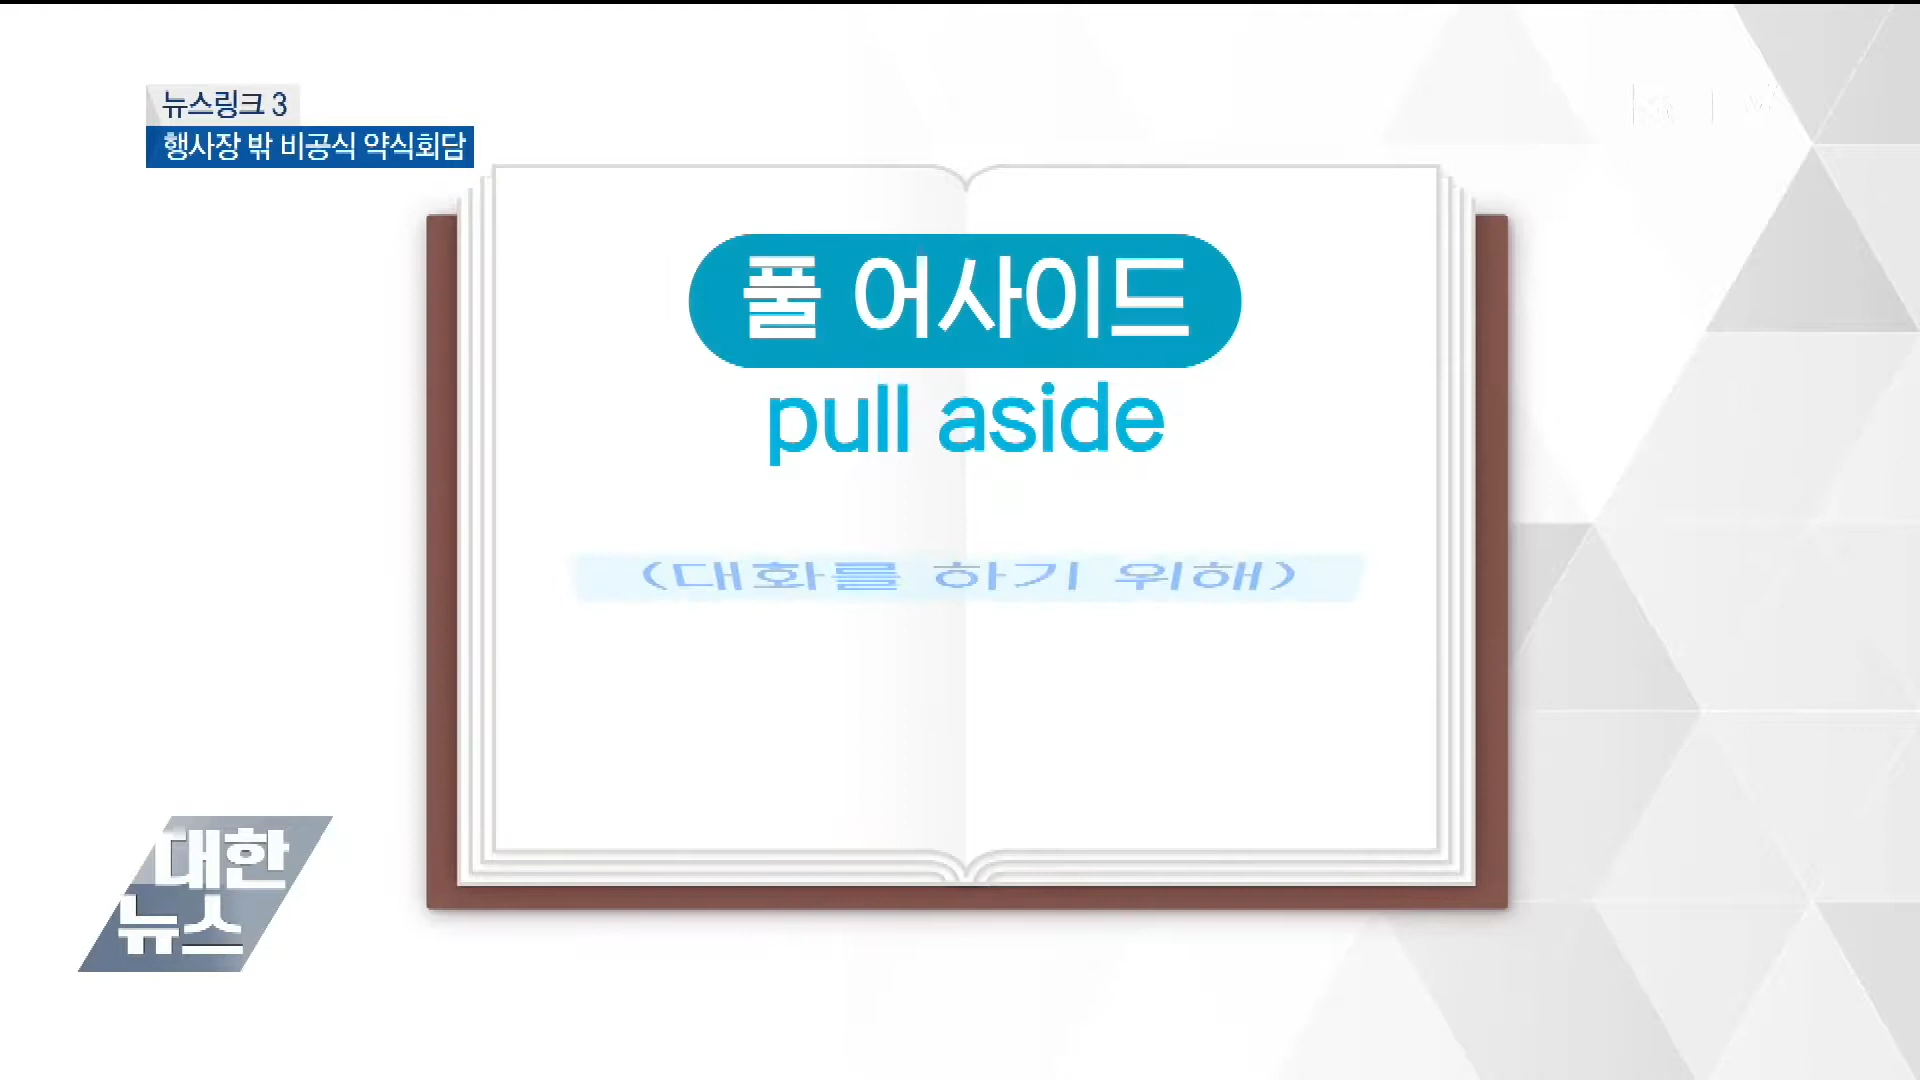 뉴스링크 3
행사장 밖 비공식 약식회담
풀 어사이드
pull aside
(대화를 하기 위해)
대한
뉴스